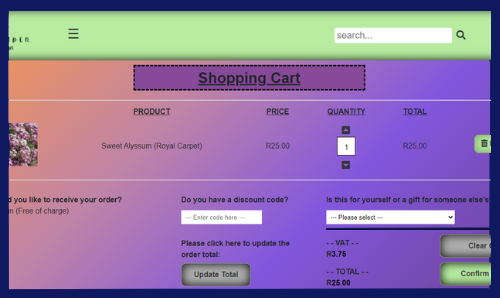 ☰
search...
Shopping Cart
PRODUCT PRICE QUANTITY TOTAL
Sweet Alyssum (Royal Carpet) R25.00 1 R25.00
d you like to receive your order? Do you have a discount code? Is this for yourself or a gift for someone else's
(Free of charge) --- Enter code here --- -- Please select ---
Please click here to update the
order total:
Update Total
- - VAT - -
R3.75
Clear
- - TOTAL - -
R25.00
Confirm